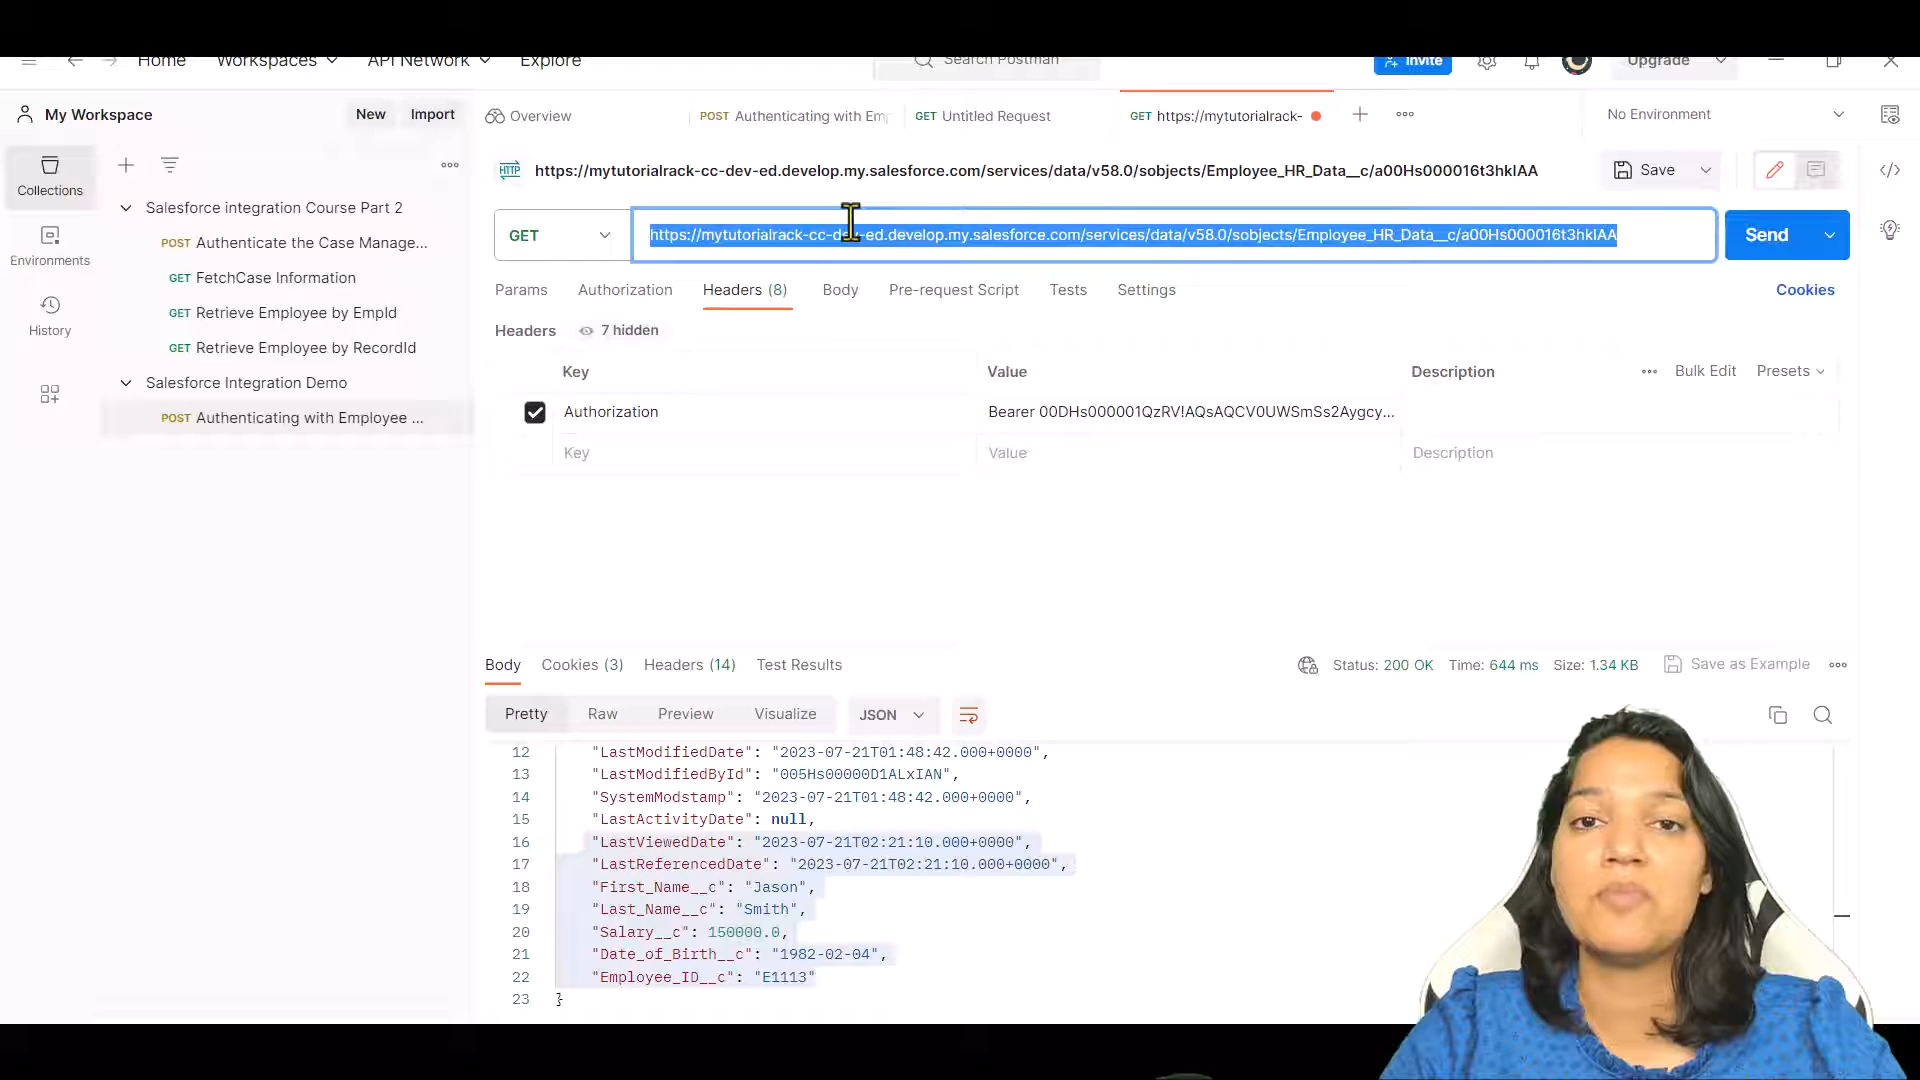 Home Workspaces API Network Explore Search Postman Invite Upgrade
My Workspace New Import
Overview POST Authenticating with Emp GET Untitled Request GET https://mytutorialrack- No Environment
HTTP https://mytutorialrack-cc-dev-ed.develop.my.salesforce.com/services/data/v58.0/sobjects/Employee_HR_Data__c/a00Hs000016t3hkIAA Save
Collections
Environments
History
Salesforce integration Course Part 2
POST Authenticate the Case Manage...
GET FetchCase Information
GET Retrieve Employee by EmpId
GET Retrieve Employee by RecordId
Salesforce Integration Demo
POST Authenticating with Employee ...
GET https://mytutorialrack-cc-dev-ed.develop.my.salesforce.com/services/data/v58.0/sobjects/Employee_HR_Data__c/a00Hs000016t3hkIAA Send
Params Authorization Headers (8) Body Pre-request Script Tests Settings Cookies
Headers 7 hidden
Key Value Description Bulk Edit Presets
Authorization Bearer 00DHs000001QzRV!AQsAQCV0UWSmSs2Aygcy...
Key Value Description
Body Cookies (3) Headers (14) Test Results Status: 200 OK Time: 644 ms Size: 1.34 KB Save as Example
Pretty Raw Preview Visualize JSON
12 "LastModifiedDate": "2023-07-21T01:48:42.000+0000",
13 "LastModifiedById": "005Hs00000D1ALxIAN",
14 "SystemModstamp": "2023-07-21T01:48:42.000+0000",
15 "LastActivityDate": null,
16 "LastViewedDate": "2023-07-21T02:21:10.000+0000",
17 "LastReferencedDate": "2023-07-21T02:21:10.000+0000",
18 "First_Name__c": "Jason",
19 "Last_Name__c": "Smith",
20 "Salary__c": 150000.0,
21 "Date_of_Birth__c": "1982-02-04",
22 "Employee_ID__c": "E1113"
23 }